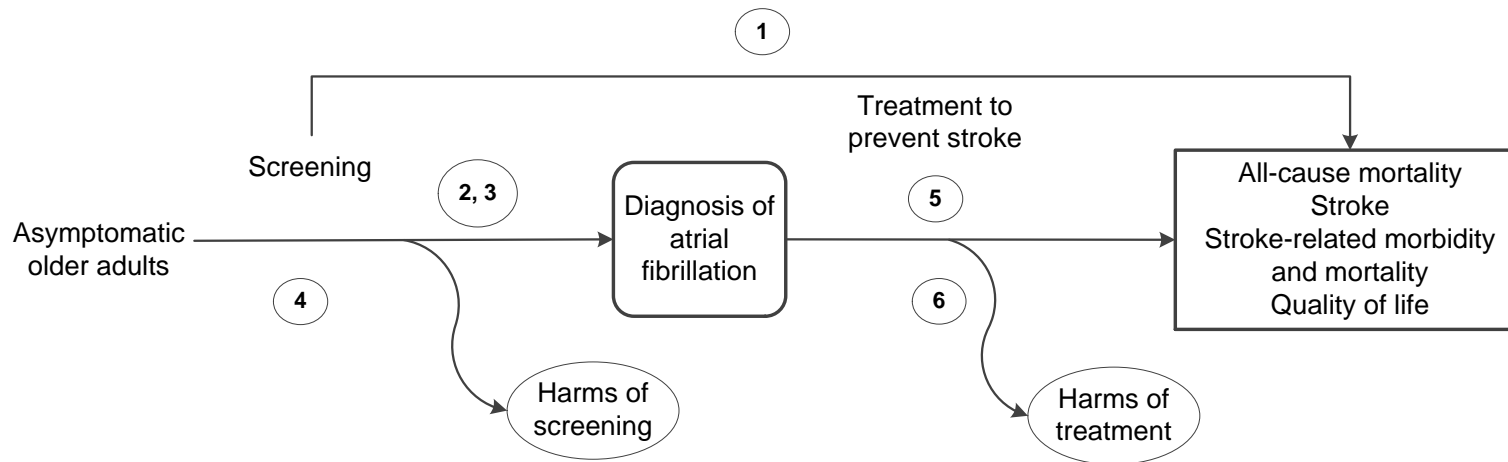 1
Treatment to
prevent stroke
Screening
2, 3
5
Asymptomatic
older adults
Diagnosis of
atrial
fibrillation
All-cause mortality
Stroke
Stroke-related morbidity
and mortality
Quality of life
4
6
Harms of
screening
Harms of
treatment